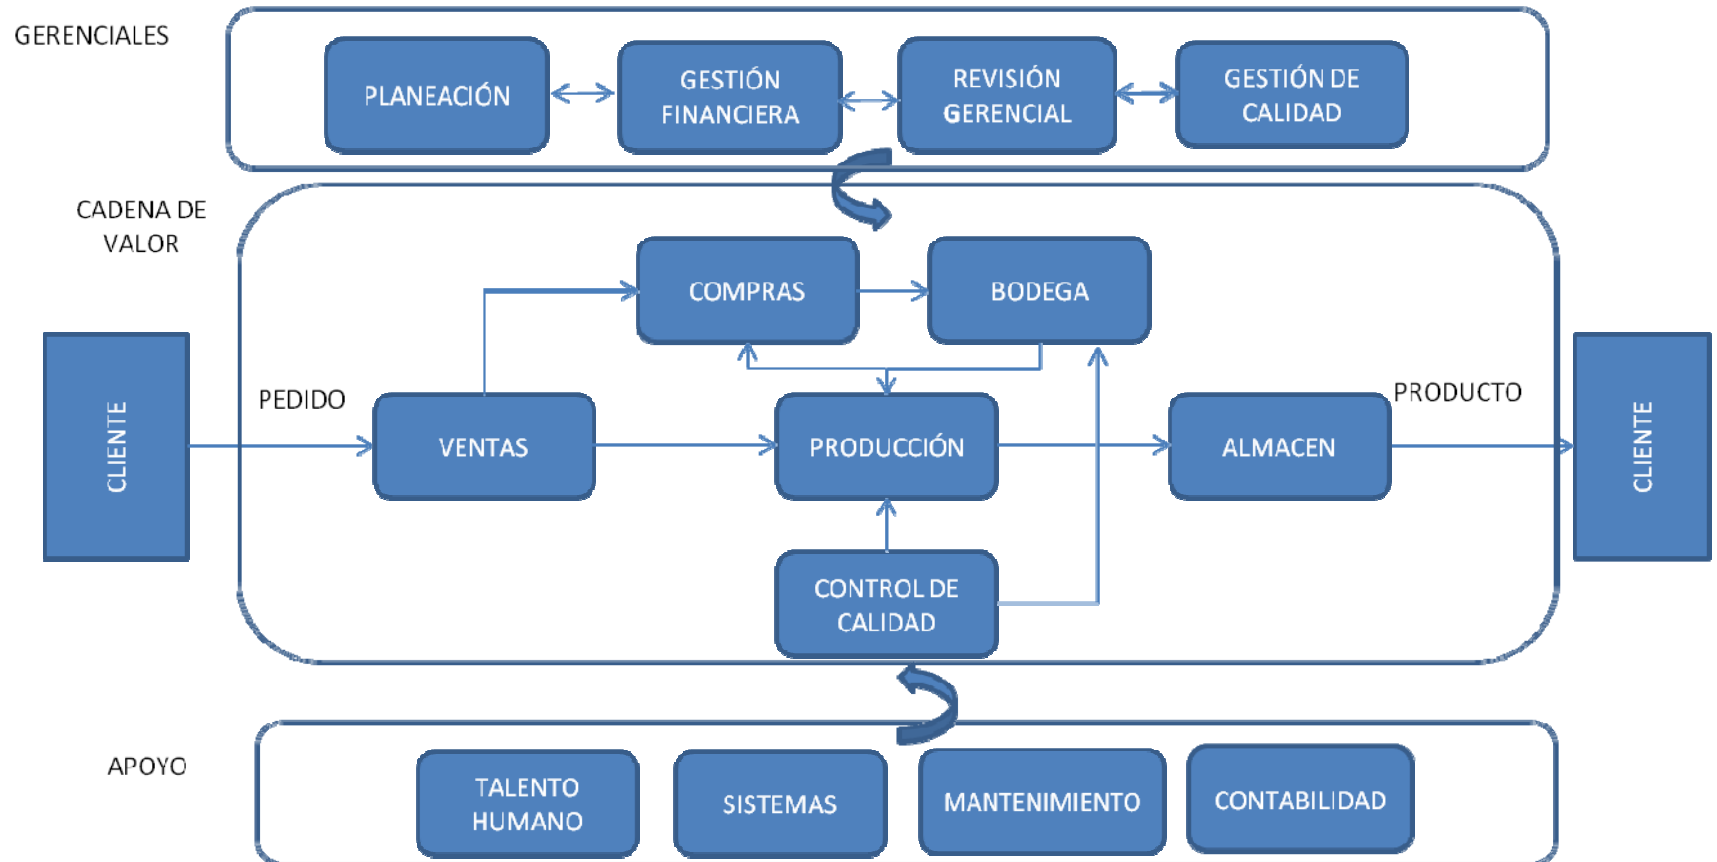 GERENCIALES
PLANEACIÓN
GESTIÓN
FINANCIERA
REVISIÓN
GERENCIAL
GESTIÓN DE
CALIDAD
CADENA DE
VALOR
COMPRAS
BODEGA
CLIENTE
PEDIDO
VENTAS
PRODUCCIÓN
ALMACEN
PRODUCTO
CLIENTE
CONTROL DE
CALIDAD
APOYO
TALENTO
HUMANO
SISTEMAS
MANTENIMIENTO
CONTABILIDAD